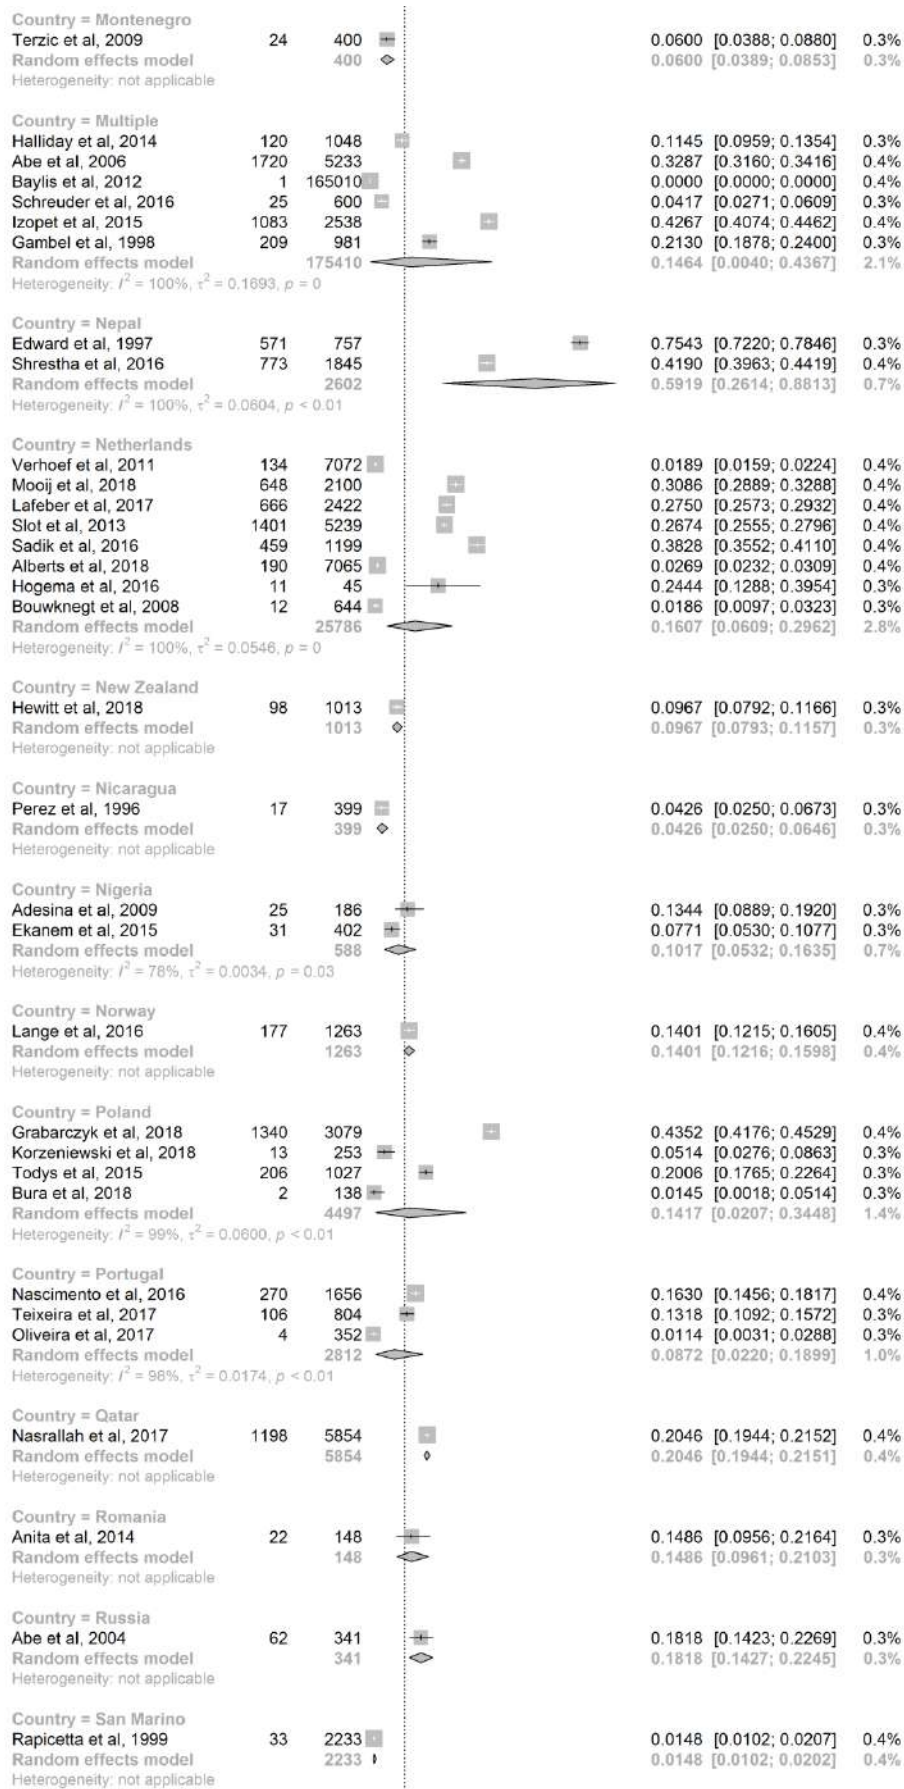 Country = Montenegro
Terzic et al, 2009 24 400 0.0600 [0.0388; 0.0880] 0.3%
Random effects model 400 0.0600 [0.0389; 0.0853] 0.3%
Heterogeneity: not applicable
Country = Multiple
Halliday et al, 2014 120 1048 0.1145 [0.0959; 0.1354] 0.3%
Abe et al, 2006 1720 5233 0.3287 [0.3160; 0.3416] 0.4%
Baylis et al, 2012 1 165010 0.0000 [0.0000; 0.0000] 0.4%
Schreuder et al, 2016 25 600 0.0417 [0.0271; 0.0609] 0.3%
Izopet et al, 2015 1083 2538 0.4267 [0.4074; 0.4462] 0.4%
Gambel et al, 1998 209 981 0.2130 [0.1878; 0.2400] 0.3%
Random effects model 175410 0.1464 [0.0040; 0.4367] 2.1%
Heterogeneity: I² = 100%, τ² = 0.1693, p = 0
Country = Nepal
Edward et al, 1997 571 757 0.7543 [0.7220; 0.7846] 0.3%
Shrestha et al, 2016 773 1845 0.4190 [0.3963; 0.4419] 0.4%
Random effects model 2602 0.5919 [0.2614; 0.8813] 0.7%
Heterogeneity: I² = 100%, τ² = 0.0604, p < 0.01
Country = Netherlands
Verhoef et al, 2011 134 7072 0.0189 [0.0159; 0.0224] 0.4%
Mooij et al, 2018 648 2100 0.3086 [0.2889; 0.3288] 0.4%
Lafeber et al, 2017 666 2422 0.2750 [0.2573; 0.2932] 0.4%
Slot et al, 2013 1401 5239 0.2674 [0.2555; 0.2796] 0.4%
Sadik et al, 2016 459 1199 0.3828 [0.3552; 0.4110] 0.4%
Alberts et al, 2018 190 7065 0.0269 [0.0232; 0.0309] 0.4%
Hogema et al, 2016 11 45 0.2444 [0.1288; 0.3954] 0.3%
Bouwknegt et al, 2008 12 644 0.0186 [0.0097; 0.0323] 0.3%
Random effects model 25786 0.1607 [0.0609; 0.2962] 2.8%
Heterogeneity: I² = 100%, τ² = 0.0546, p = 0
Country = New Zealand
Hewitt et al, 2018 98 1013 0.0967 [0.0792; 0.1166] 0.3%
Random effects model 1013 0.0967 [0.0793; 0.1157] 0.3%
Heterogeneity: not applicable
Country = Nicaragua
Perez et al, 1996 17 399 0.0426 [0.0250; 0.0673] 0.3%
Random effects model 399 0.0426 [0.0250; 0.0646] 0.3%
Heterogeneity: not applicable
Country = Nigeria
Adesina et al, 2009 25 186 0.1344 [0.0889; 0.1920] 0.3%
Ekanem et al, 2015 31 402 0.0771 [0.0530; 0.1077] 0.3%
Random effects model 588 0.1017 [0.0532; 0.1635] 0.7%
Heterogeneity: I² = 78%, τ² = 0.0034, p = 0.03
Country = Norway
Lange et al, 2016 177 1263 0.1401 [0.1215; 0.1605] 0.4%
Random effects model 1263 0.1401 [0.1216; 0.1598] 0.4%
Heterogeneity: not applicable
Country = Poland
Grabarczyk et al, 2018 1340 3079 0.4352 [0.4176; 0.4529] 0.4%
Korzeniewski et al, 2018 13 253 0.0514 [0.0276; 0.0863] 0.3%
Todys et al, 2015 206 1027 0.2006 [0.1765; 0.2264] 0.3%
Bura et al, 2018 2 138 0.0145 [0.0018; 0.0514] 0.3%
Random effects model 4497 0.1417 [0.0207; 0.3448] 1.4%
Heterogeneity: I² = 99%, τ² = 0.0600, p < 0.01
Country = Portugal
Nascimento et al, 2016 270 1656 0.1630 [0.1456; 0.1817] 0.4%
Teixeira et al, 2017 106 804 0.1318 [0.1092; 0.1572] 0.3%
Oliveira et al, 2017 4 352 0.0114 [0.0031; 0.0288] 0.3%
Random effects model 2812 0.0872 [0.0220; 0.1899] 1.0%
Heterogeneity: I² = 98%, τ² = 0.0174, p < 0.01
Country = Qatar
Nasrallah et al, 2017 1198 5854 0.2046 [0.1944; 0.2152] 0.4%
Random effects model 5854 0.2046 [0.1944; 0.2151] 0.4%
Heterogeneity: not applicable
Country = Romania
Anita et al, 2014 22 148 0.1486 [0.0956; 0.2164] 0.3%
Random effects model 148 0.1486 [0.0961; 0.2103] 0.3%
Heterogeneity: not applicable
Country = Russia
Abe et al, 2004 62 341 0.1818 [0.1423; 0.2269] 0.3%
Random effects model 341 0.1818 [0.1427; 0.2245] 0.3%
Heterogeneity: not applicable
Country = San Marino
Rapicetta et al, 1999 33 2233 0.0148 [0.0102; 0.0207] 0.4%
Random effects model 2233 0.0148 [0.0102; 0.0202] 0.4%
Heterogeneity: not applicable